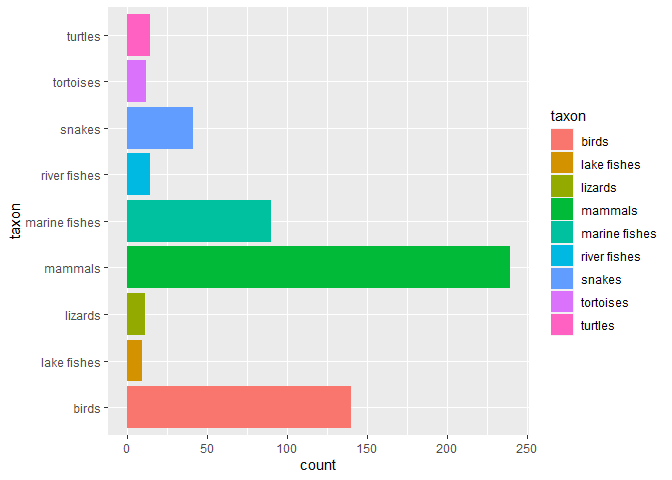 turtles
tortoises
snakes
river fishes
marine fishes
mammals
lizards
lake fishes
birds
taxon
0 50 100 150 200 250
count
taxon
birds
lake fishes
lizards
mammals
marine fishes
river fishes
snakes
tortoises
turtles